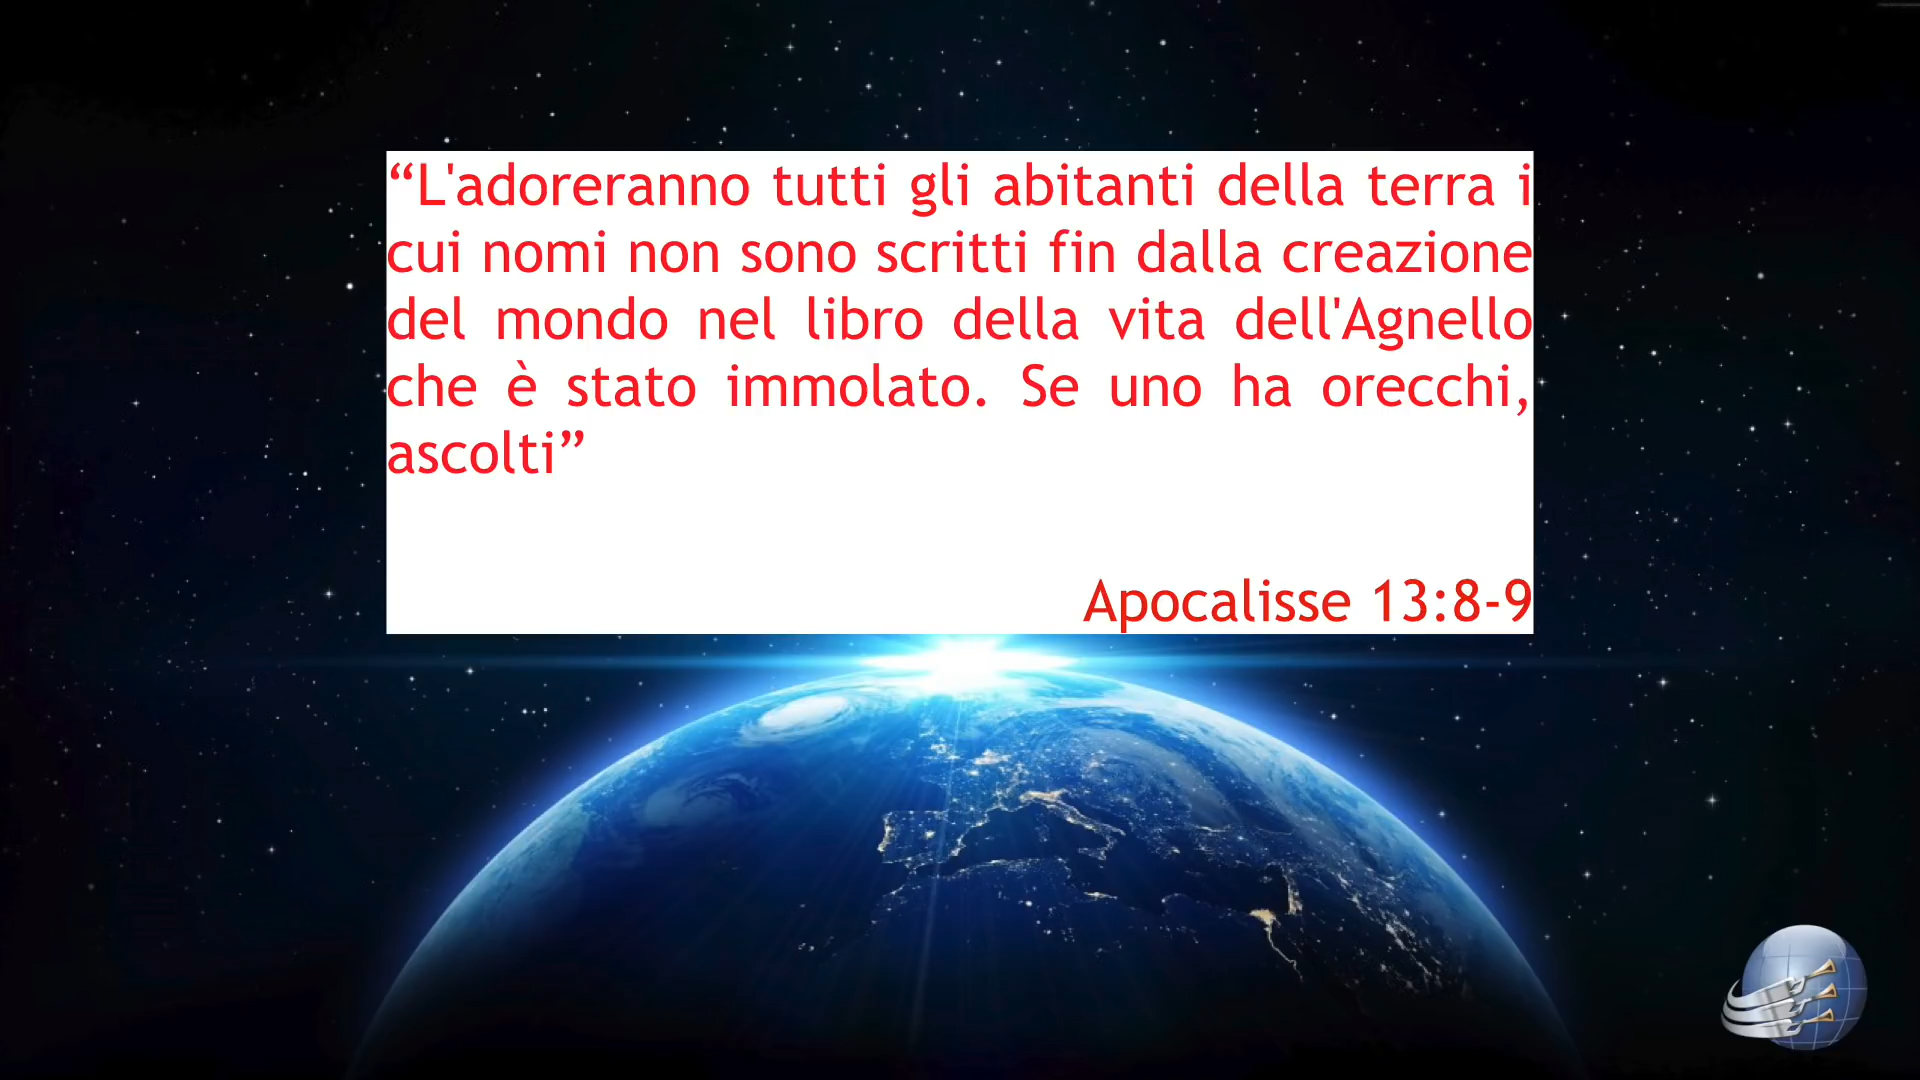 “L'adoreranno tutti gli abitanti della terra i
cui nomi non sono scritti fin dalla creazione
del mondo nel libro della vita dell'Agnello
che è stato immolato. Se uno ha orecchi,
ascolti”
Apocalisse 13:8-9